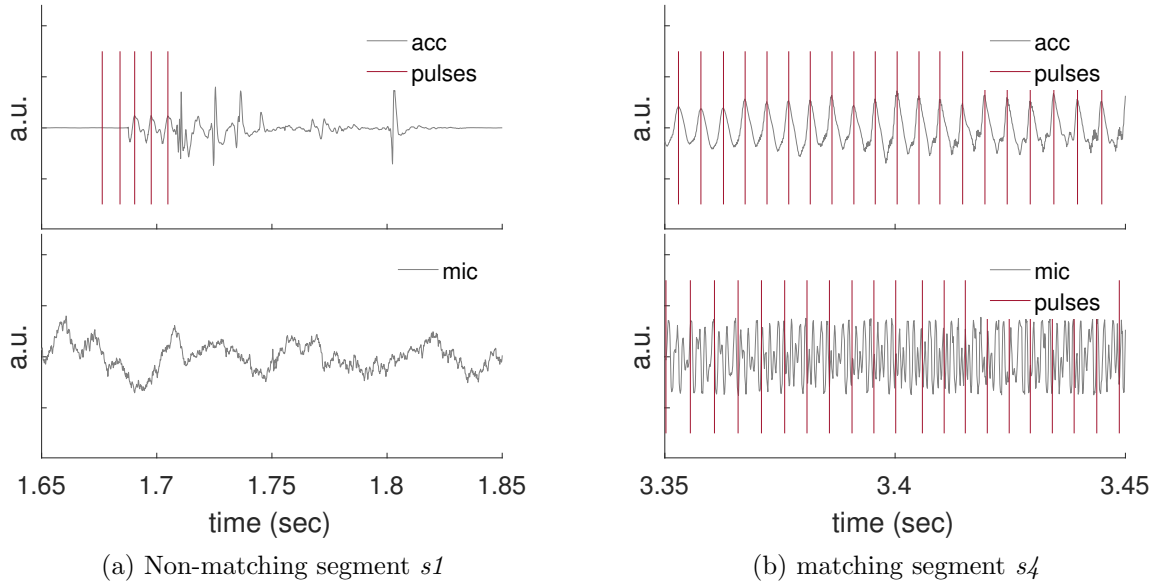 acc
pulses
a.u.
mic
a.u.
1.65 1.7 1.75 1.8 1.85
time (sec)
(a) Non-matching segment s1
acc
pulses
a.u.
mic
pulses
a.u.
3.35 3.4 3.45
time (sec)
(b) matching segment s4